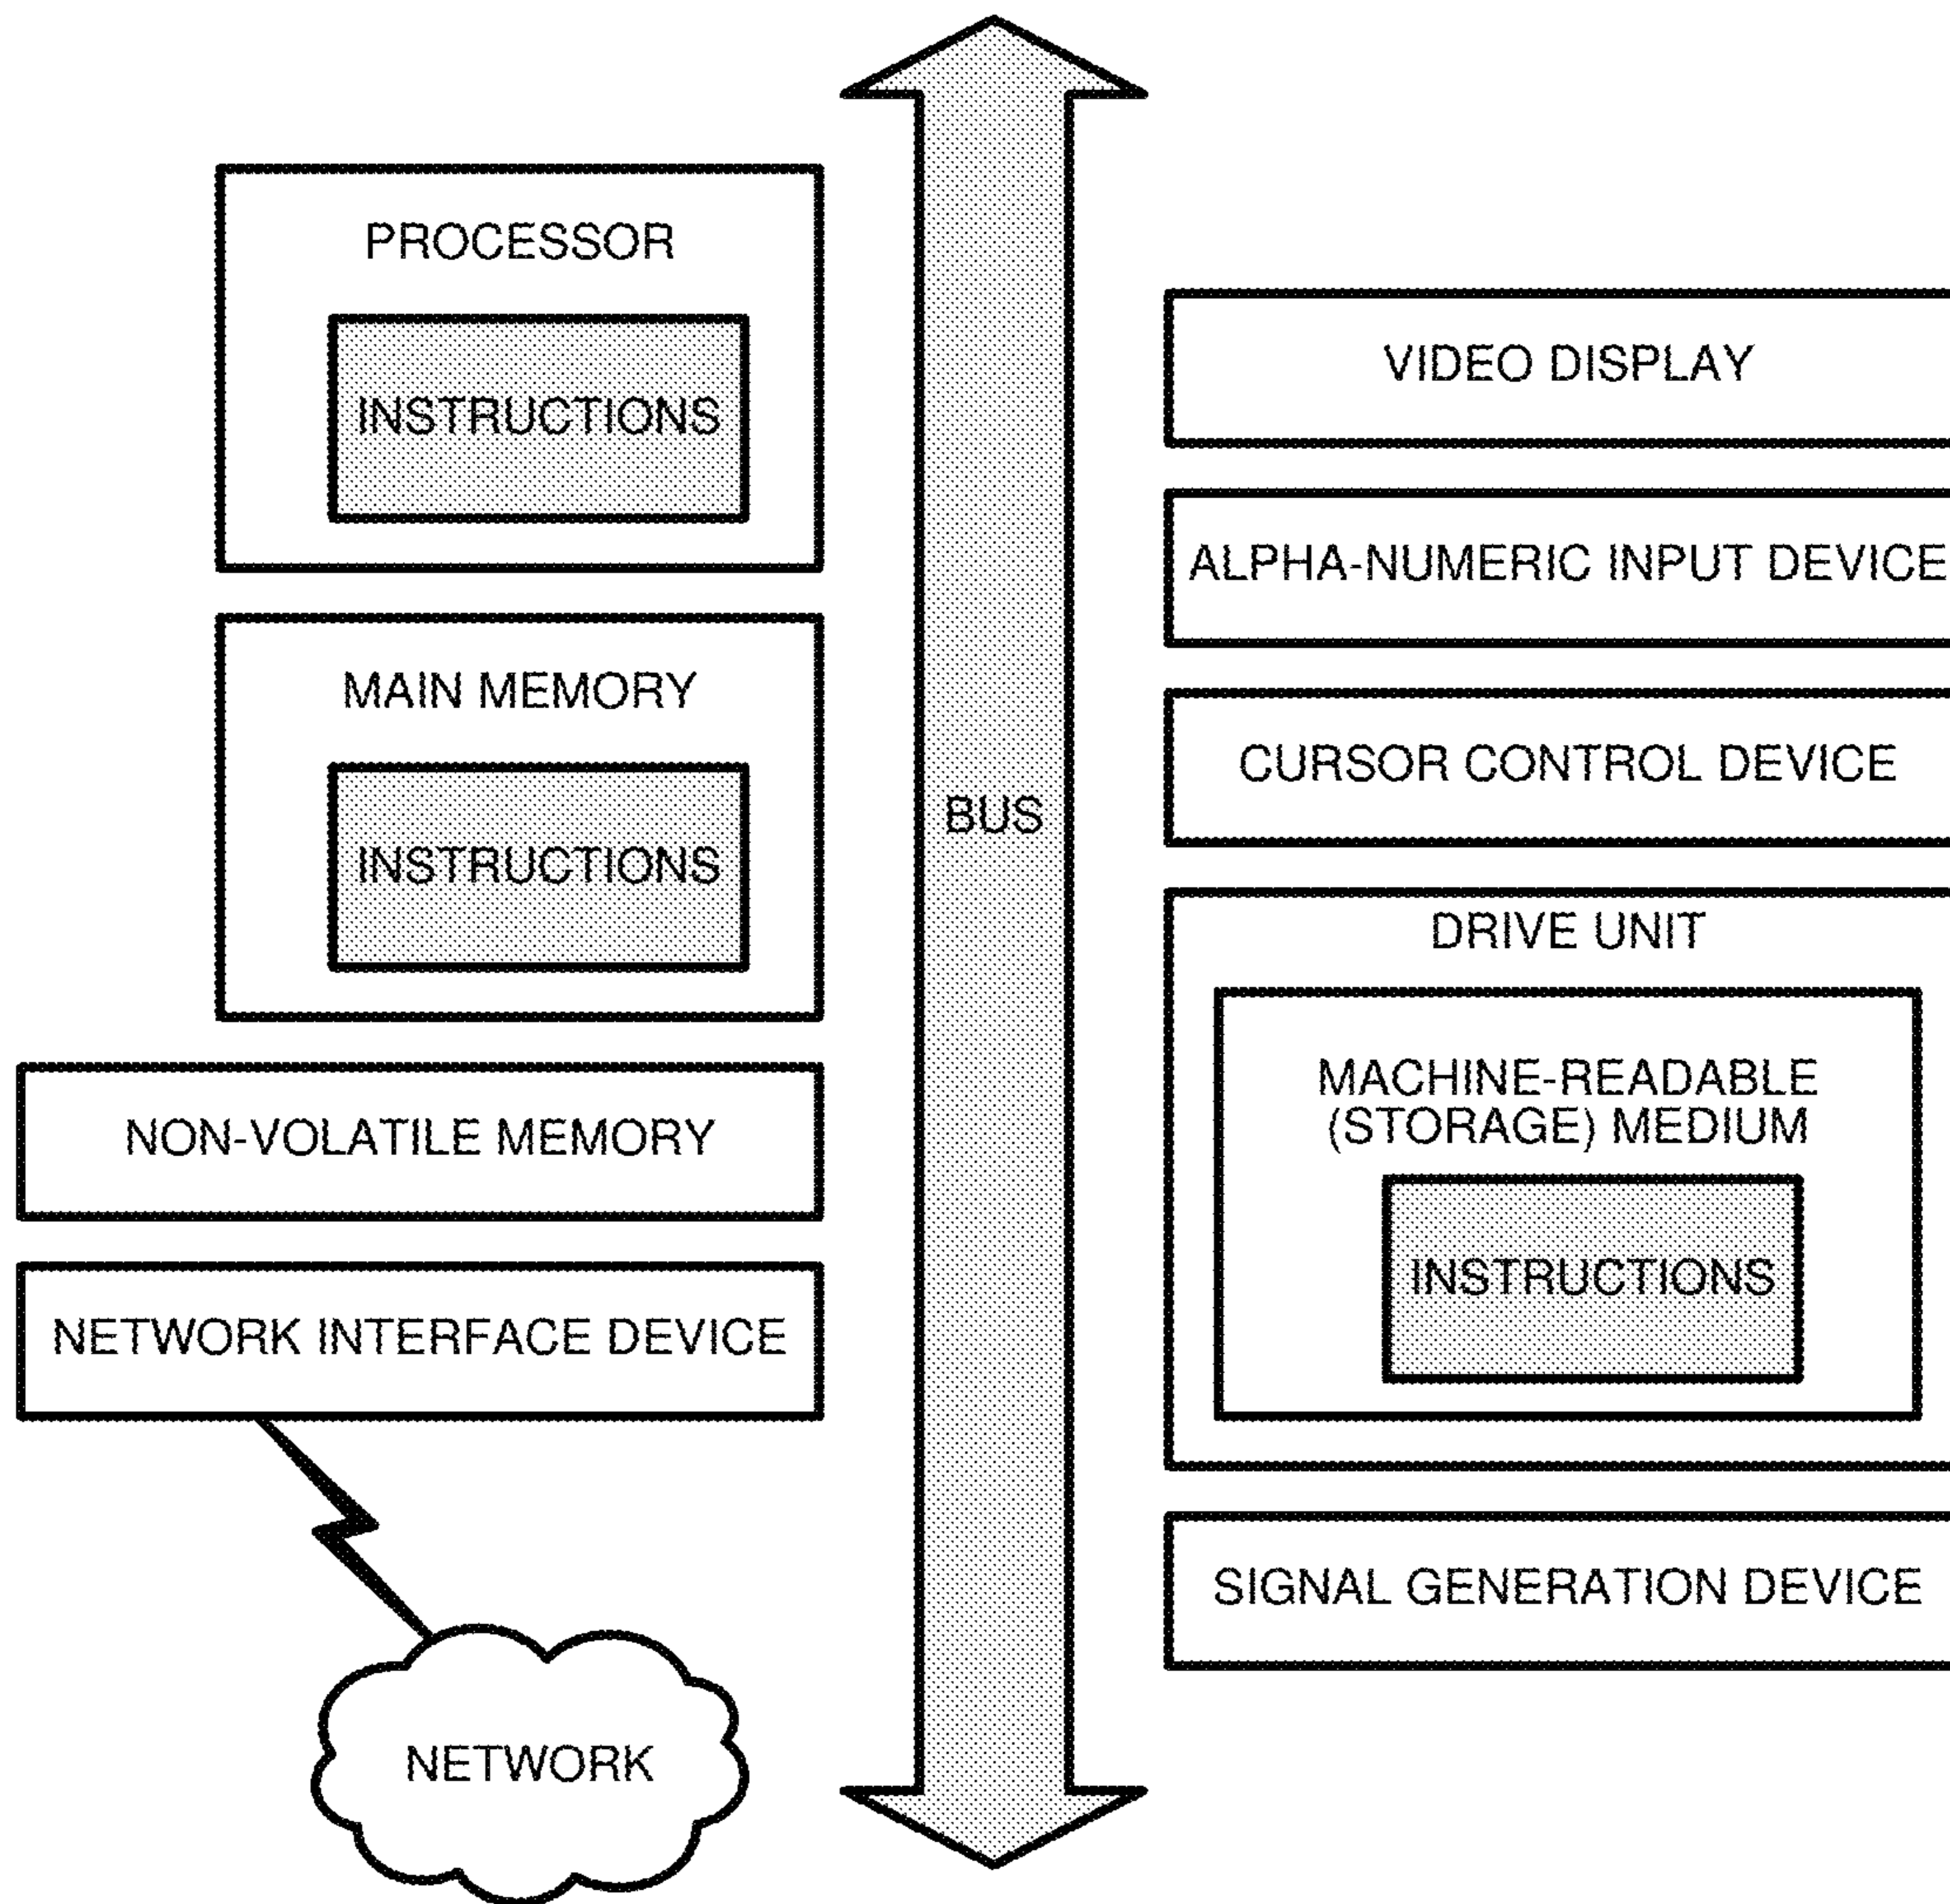 PROCESSOR
INSTRUCTIONS
MAIN MEMORY
INSTRUCTIONS
NON-VOLATILE MEMORY
NETWORK INTERFACE DEVICE
NETWORK
BUS
VIDEO DISPLAY
ALPHA-NUMERIC INPUT DEVICE
CURSOR CONTROL DEVICE
DRIVE UNIT
MACHINE-READABLE
(STORAGE) MEDIUM
INSTRUCTIONS
SIGNAL GENERATION DEVICE